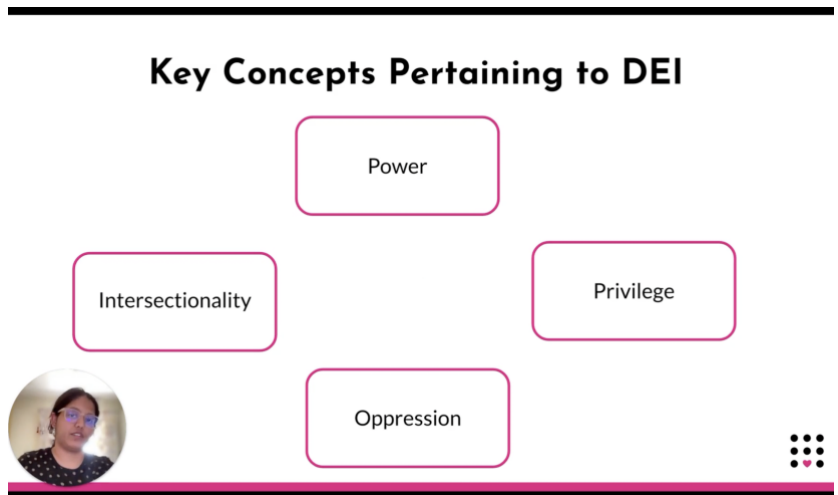 Key Concepts Pertaining to DEI
Power
Privilege
Intersectionality
Oppression